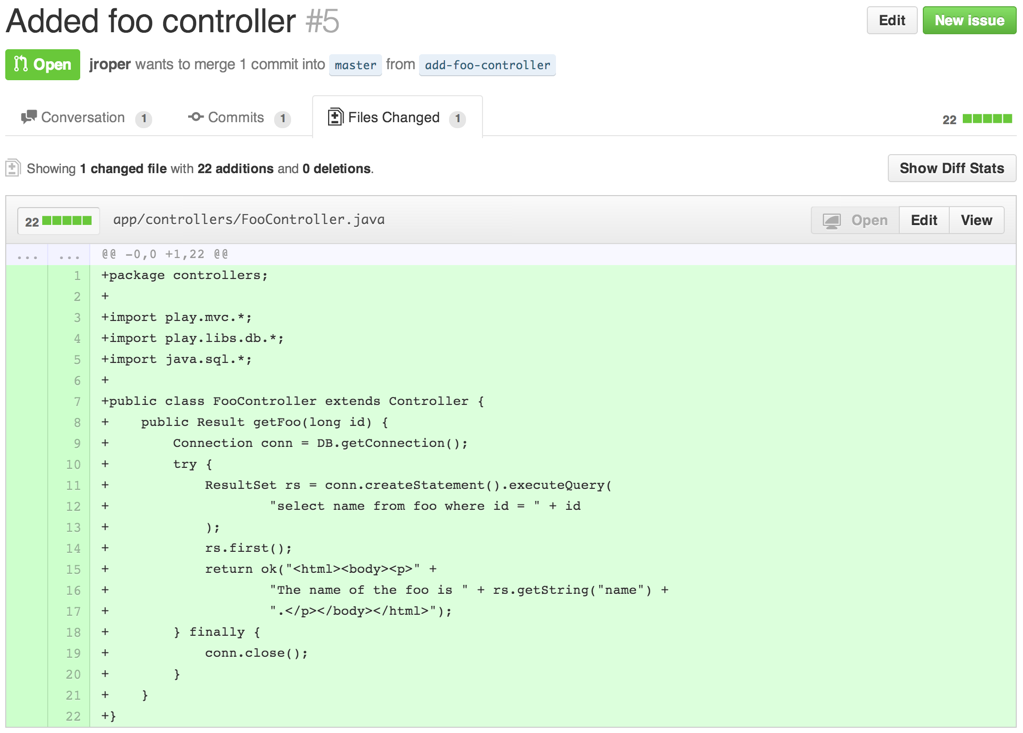 Added foo controller #5
Edit
New issue
Open jroper wants to merge 1 commit into master from add-foo-controller
Conversation 1 Commits 1 Files Changed 1 22
Showing 1 changed file with 22 additions and 0 deletions.
Show Diff Stats
22 app/controllers/FooController.java Open Edit View
... ... @@ -0,0 +1,22 @@
1 +package controllers;
2 +
3 +import play.mvc.*;
4 +import play.libs.db.*;
5 +import java.sql.*;
6 +
7 +public class FooController extends Controller {
8 +    public Result getFoo(long id) {
9 +        Connection conn = DB.getConnection();
10 +        try {
11 +            ResultSet rs = conn.createStatement().executeQuery(
12 +                    "select name from foo where id = " + id
13 +            );
14 +            rs.first();
15 +            return ok("<html><body><p>" +
16 +                    "The name of the foo is " + rs.getString("name") +
17 +                    ".</p></body></html>");
18 +        } finally {
19 +            conn.close();
20 +        }
21 +    }
22 +}